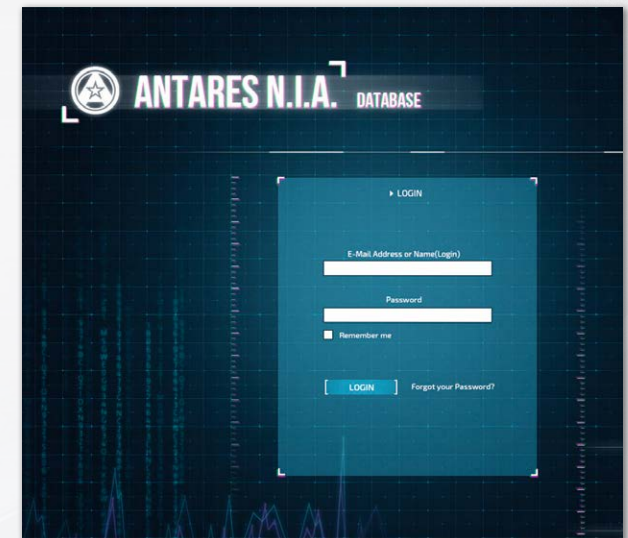 ANTARES N.I.A. DATABASE
LOGIN
E-Mail Address or Name(Login)
Password
Remember me
LOGIN Forgot your Password?